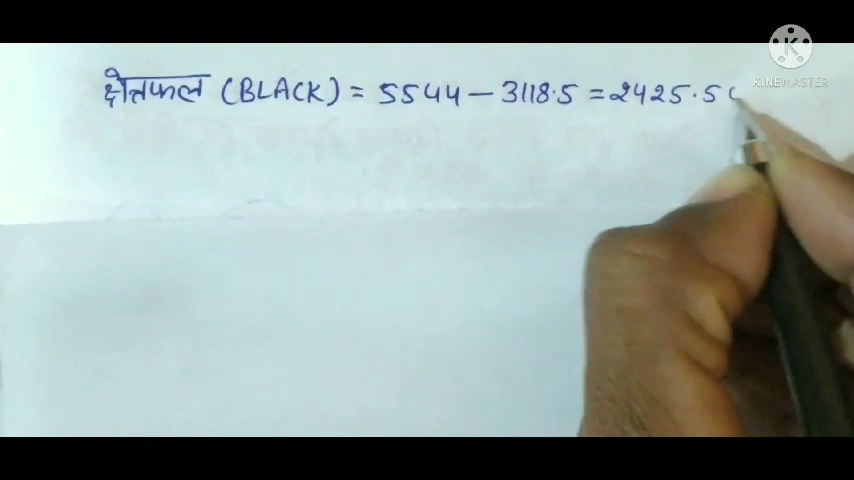 K
KINEMASTER
क्षेत्रफल (BLACK) = 5544 - 3118.5 = 2425.5